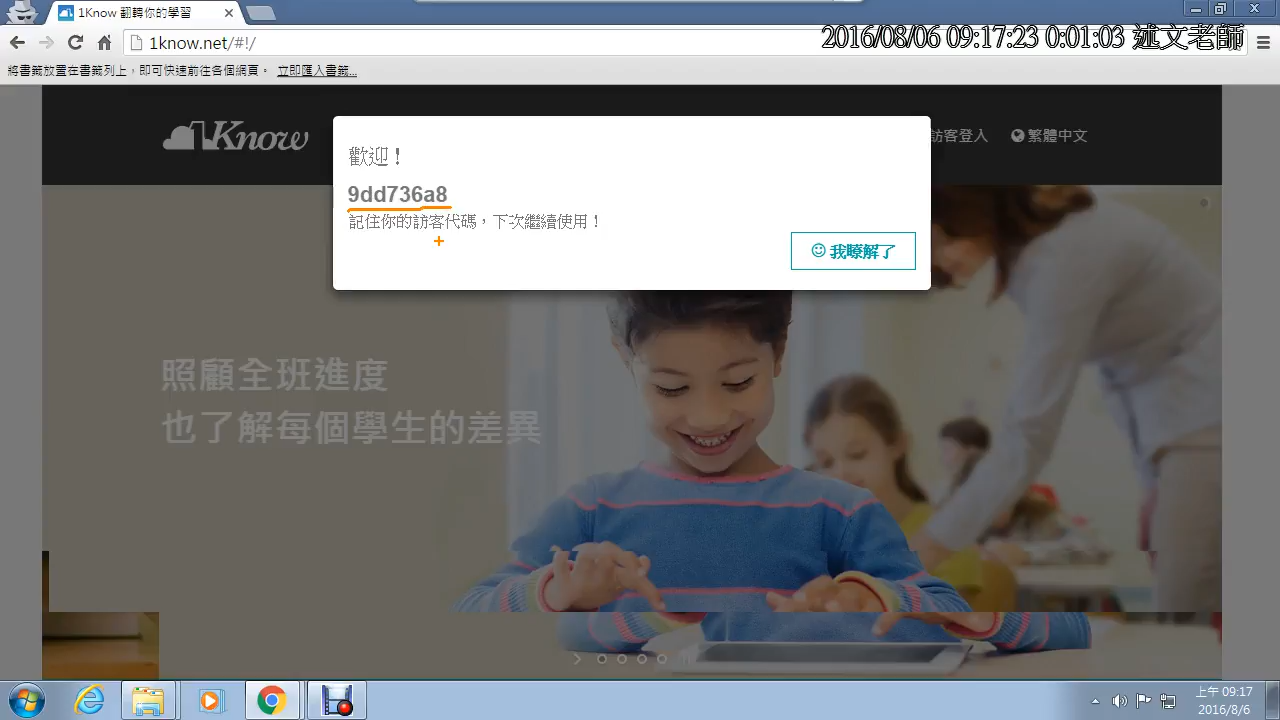 1Know 翻轉你的學習
1know.net/#!/
2016/08/06 09:17:23 0:01:03 述文老師
將書籤放置在書籤列上，即可快速前往各個網頁。 立即匯入書籤...
1Know
訪客登入
繁體中文
歡迎！
9dd736a8
記住你的訪客代碼，下次繼續使用！
我瞭解了
照顧全班進度
也了解每個學生的差異
上午 09:17
2016/8/6